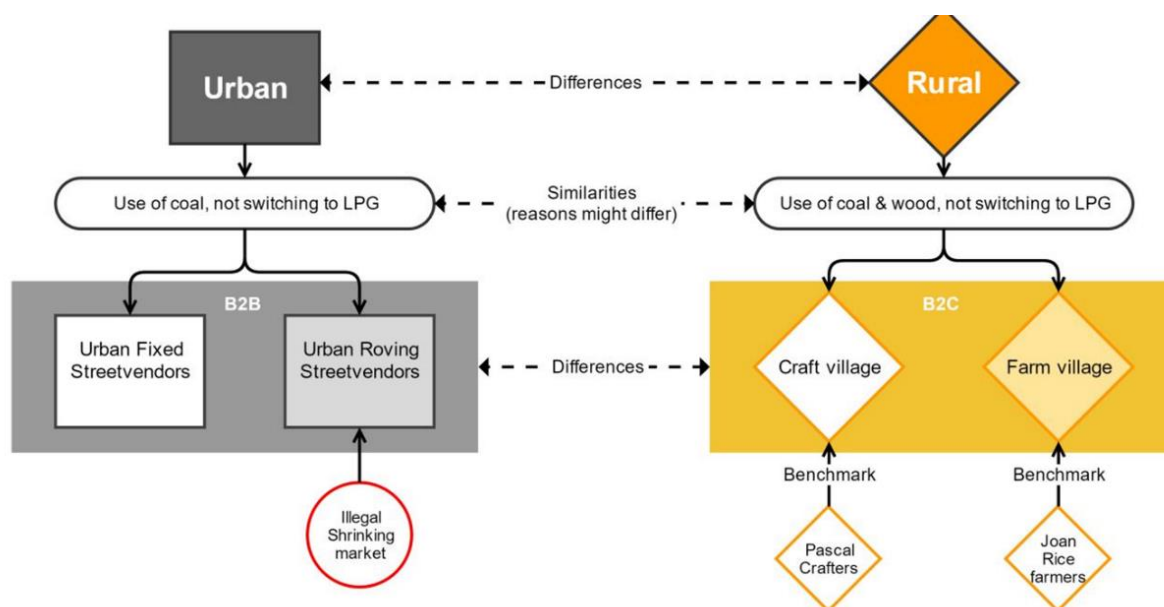 Urban
Differences
Rural
Use of coal, not switching to LPG
Similarities
(reasons might differ)
Use of coal & wood, not switching to LPG
B2B
B2C
Urban Fixed
Streetvendors
Urban Roving
Streetvendors
Differences
Craft village
Farm village
Benchmark
Benchmark
Illegal
Shrinking
market
Pascal
Crafters
Joan
Rice
farmers